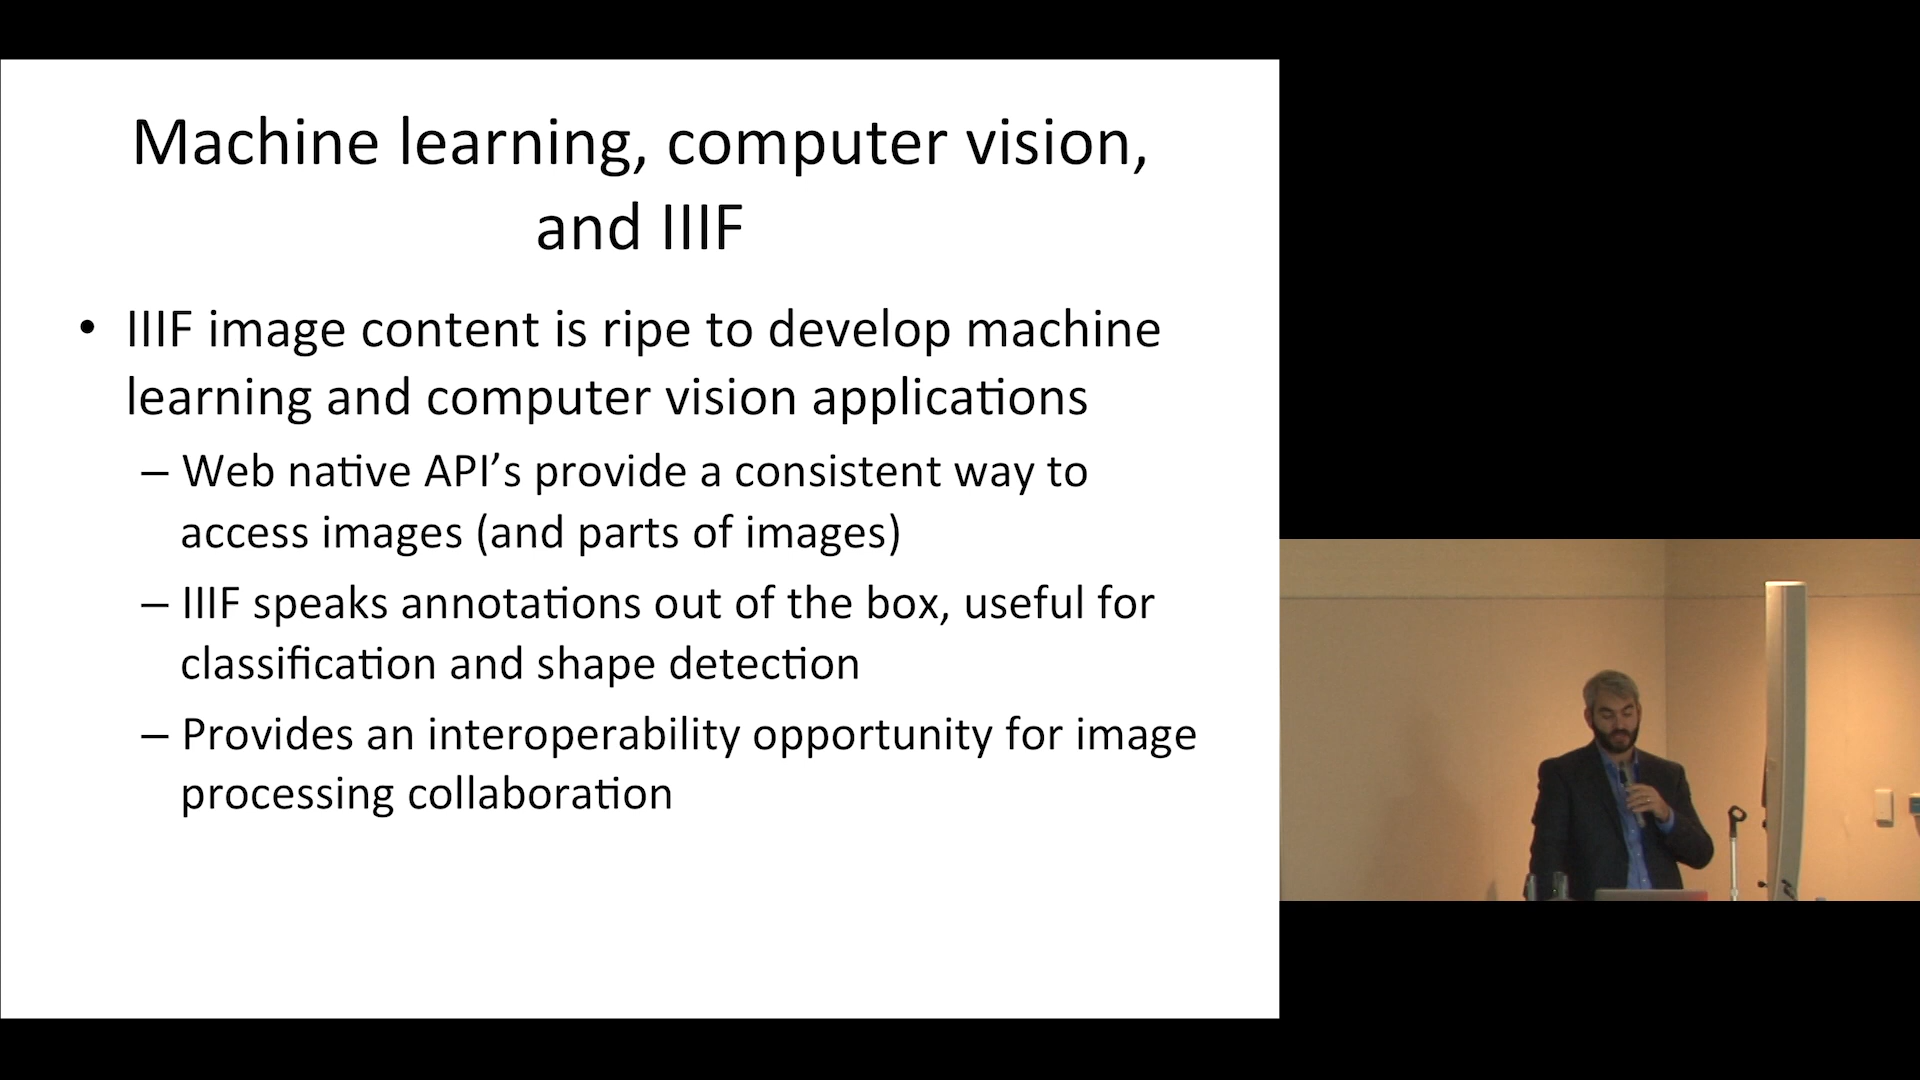 Machine learning, computer vision,
and IIIF
• IIIF image content is ripe to develop machine
learning and computer vision applications
– Web native API’s provide a consistent way to
access images (and parts of images)
– IIIF speaks annotations out of the box, useful for
classification and shape detection
– Provides an interoperability opportunity for image
processing collaboration